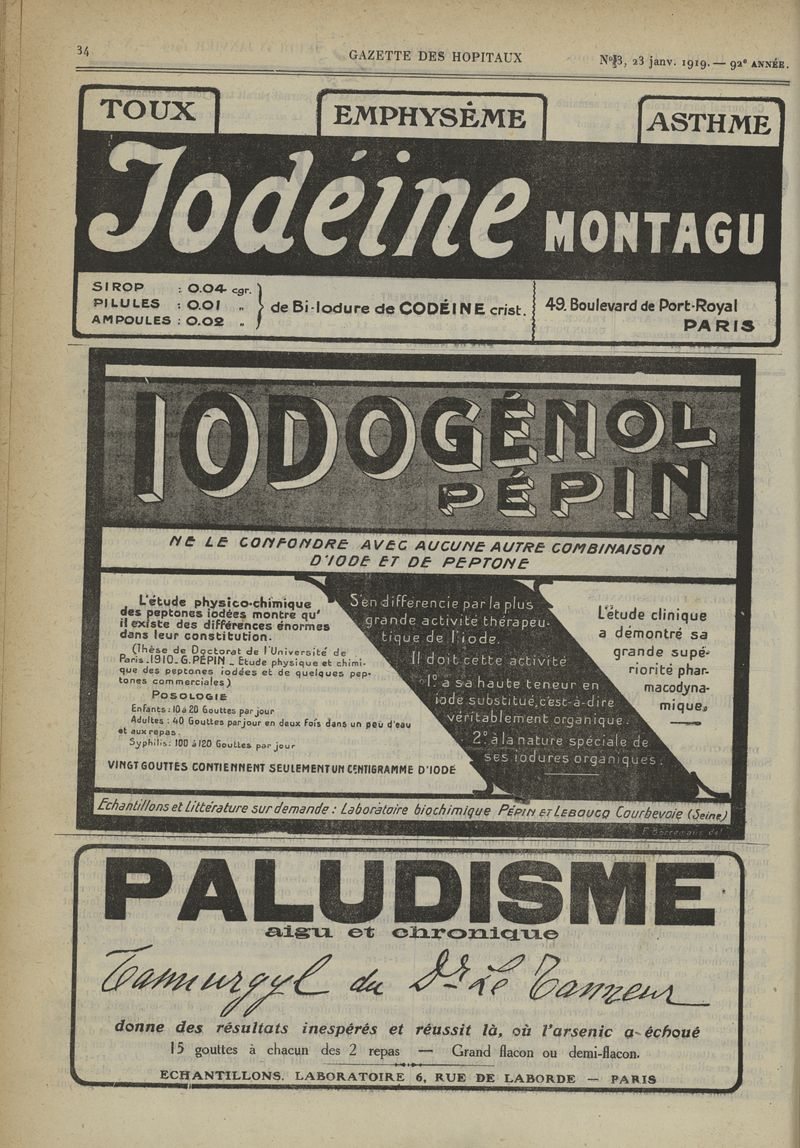 34
GAZETTE DES HOPITAUX
23 janv. 1919. — 92e ANNÉE.
TOUX
EMPHYSÈME
ASTHME
Iodéine MONTAGU
SIROP : 0.04 cgr.
PILULES : 0.01 „
AMPOULES : 0.02 „
de Bi-Iodure de CODÉINE crist.
49, Boulevard de Port-Royal
PARIS
IODOGÉNOL
PÉPIN
NE LE CONFONDRE AVEC AUCUNE AUTRE COMBINAISON
D'IODE ET DE PEPTONE
L'étude physico-chimique
des peptones iodées montre qu'
il existe des différences énormes
dans leur constitution.
(Thèse de Doctorat de l'Université de
Paris.1910_G.PÉPIN _ Etude physique et chimi-
que des peptones iodées et de quelques pep-
tones commerciales)
POSOLOGIE
Enfants: 10 à 20 Gouttes par jour
Adultes : 40 Gouttes par jour en deux fois dans un peu d'eau
et aux repas.
Syphilis: 100 à 120 Gouttes par jour
VINGT GOUTTES CONTIENNENT SEULEMENT UN CENTIGRAMME D'IODE
S'en différencie par la plus
grande activité thérapeu-
tique de l'iode.
Il doit cette activité
1º à sa haute teneur en
iode substitué, c'est-à-dire
véritablement organique.
2º à la nature spéciale de
ses iodures organiques.
L'étude clinique
a démontré sa
grande supé-
riorité phar-
macodyna-
mique.
Echantillons et Littérature sur demande : Laboratoire biochimique PÉPIN ET LEBOUCQ Courbevoie (Seine)
PALUDISME
aigu et chronique
Tannurgyl du Dr Le Tanneur
donne des résultats inespérés et réussit là, où l'arsenic a échoué
15 gouttes à chacun des 2 repas — Grand flacon ou demi-flacon.
ECHANTILLONS. LABORATOIRE 6, RUE DE LABORDE — PARIS